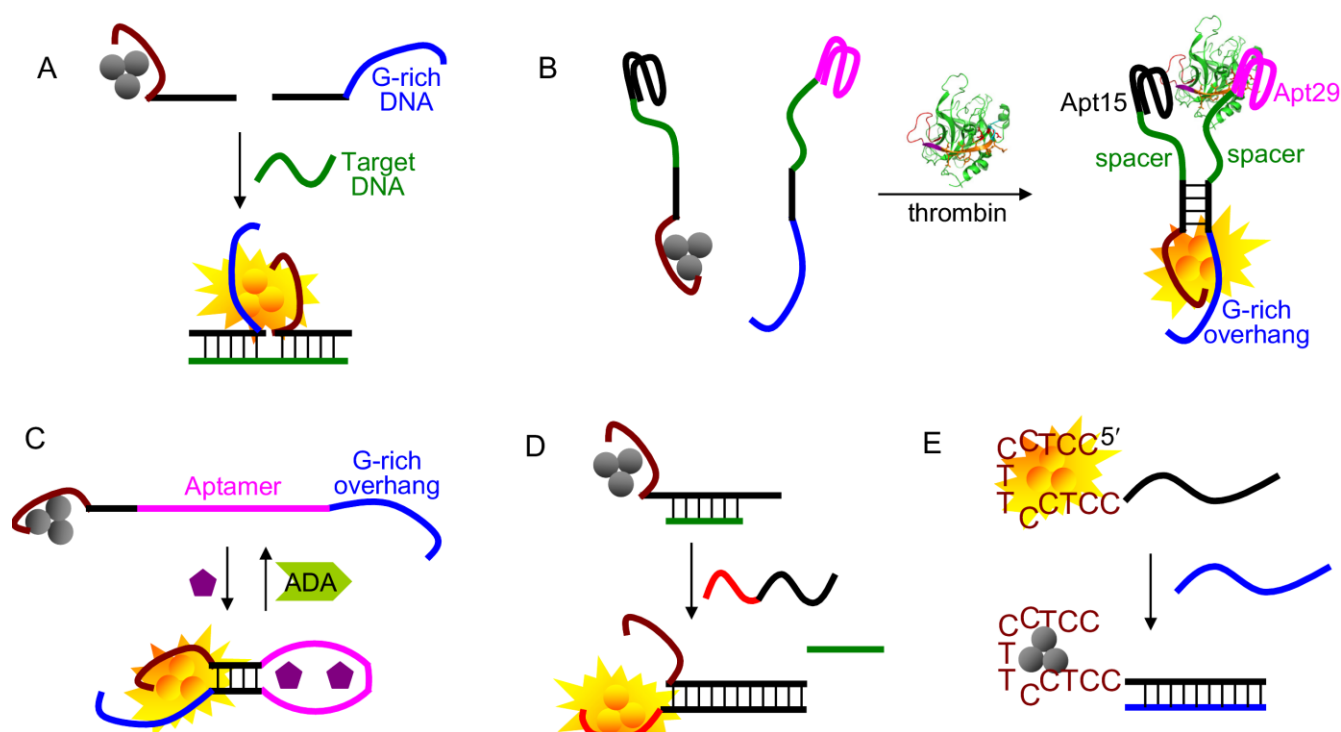 A
G-rich
DNA
Target
DNA
B
thrombin
Apt15
Apt29
spacer
spacer
G-rich
overhang
C
Aptamer
G-rich
overhang
ADA
D
E
CCTCC5′
T
TCCTCC
CCTCC
T
TCCTCC